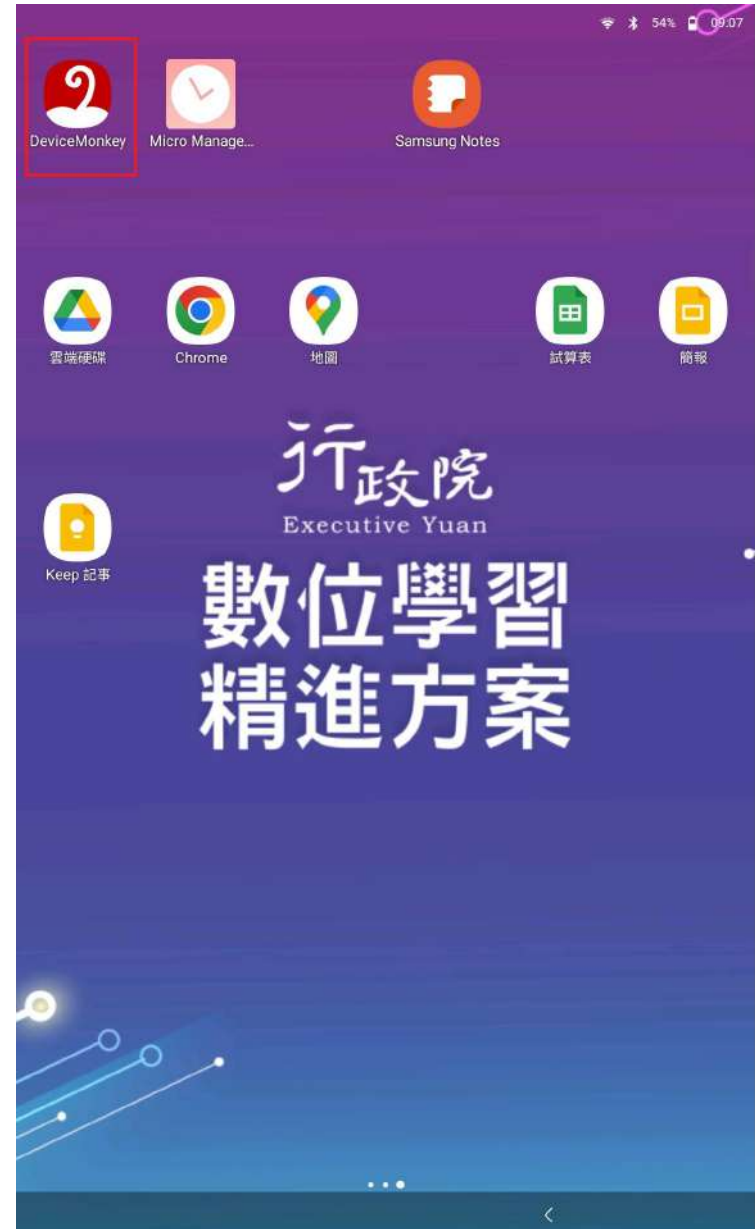 54% 09:07
DeviceMonkey Micro Manage... Samsung Notes
雲端硬碟 Chrome 地圖 試算表 簡報
行政院
Executive Yuan
Keep 記事
數位學習
精進方案